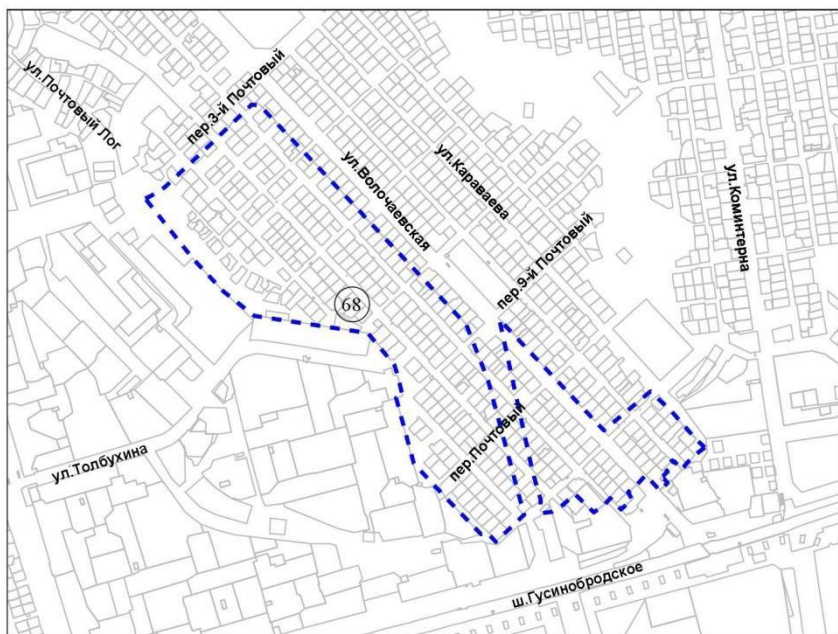 ул.Почтовый Лог
пер.3-й Почтовый
ул.Волочаевская
ул.Караваева
пер.9-й Почтовый
ул.Коминтерна
68
пер.Почтовый
ул.Толбухина
ш.Гусинобродское